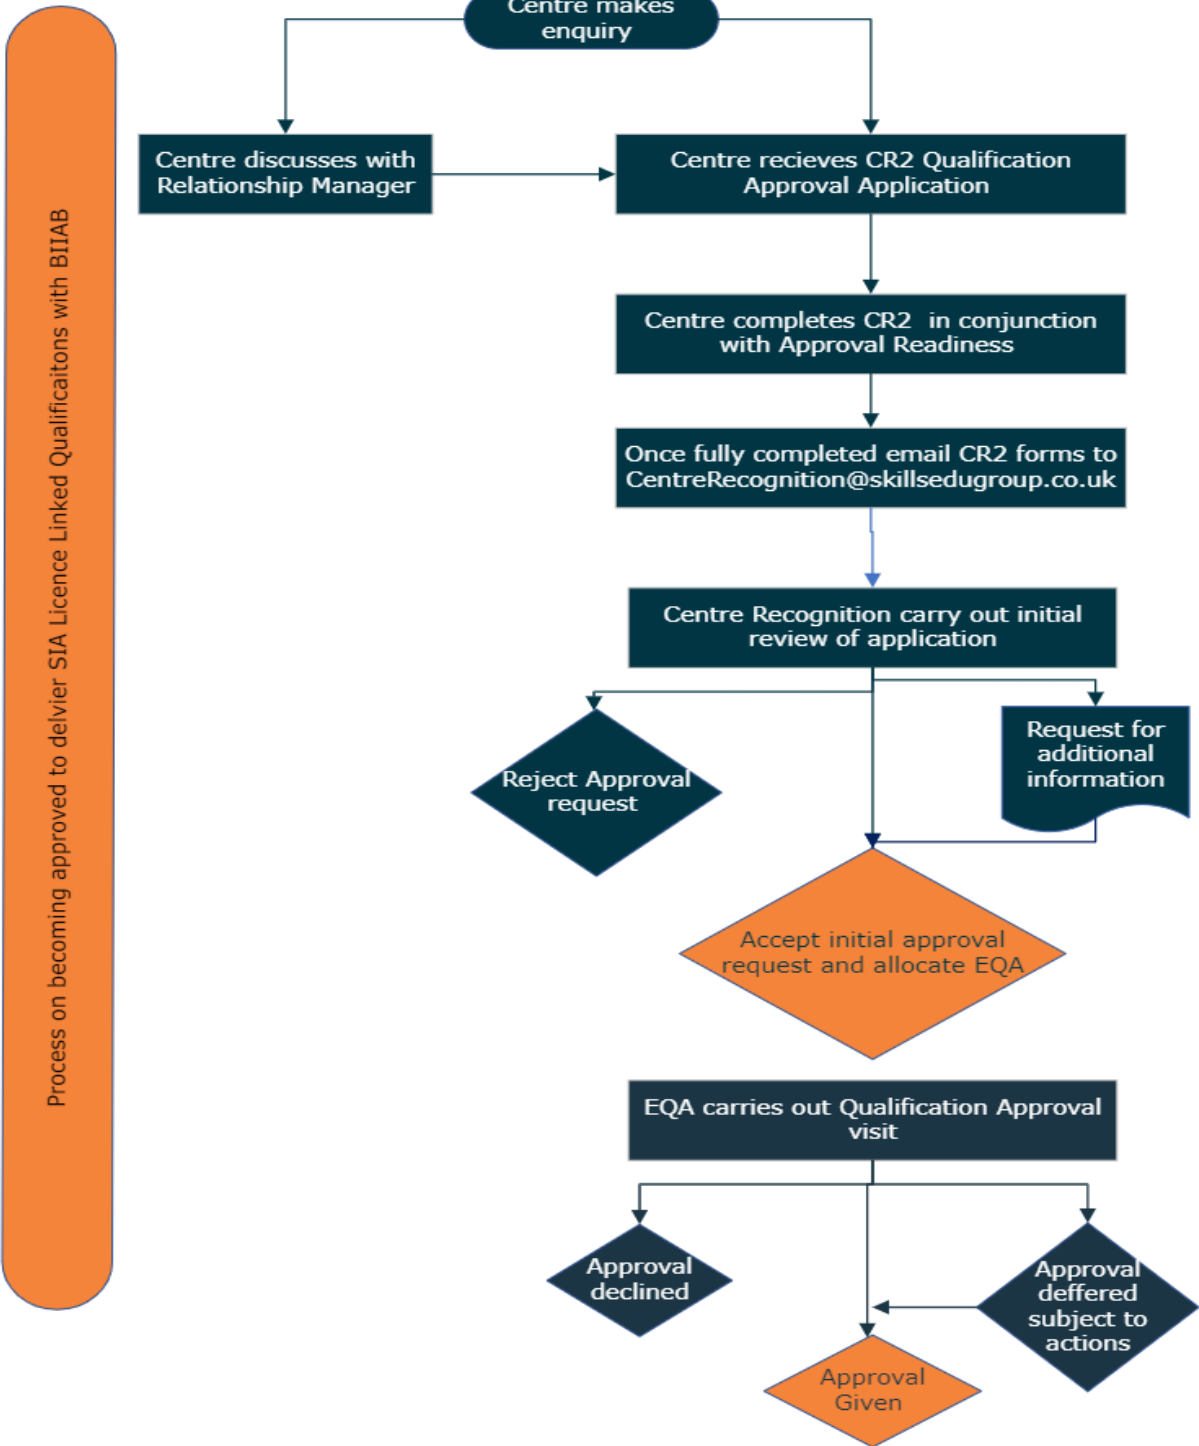 Centre makes
enquiry
Centre discusses with
Relationship Manager
Centre recieves CR2 Qualification
Approval Application
Centre completes CR2  in conjunction
with Approval Readiness
Once fully completed email CR2 forms to
CentreRecognition@skillsedugroup.co.uk
Centre Recognition carry out initial
review of application
Reject Approval
request
Request for
additional
information
Accept initial approval
request and allocate EQA
EQA carries out Qualification Approval
visit
Approval
declined
Approval
deffered
subject to
actions
Approval
Given
Process on becoming approved to delvier SIA Licence Linked Qualificaitons with BIIAB